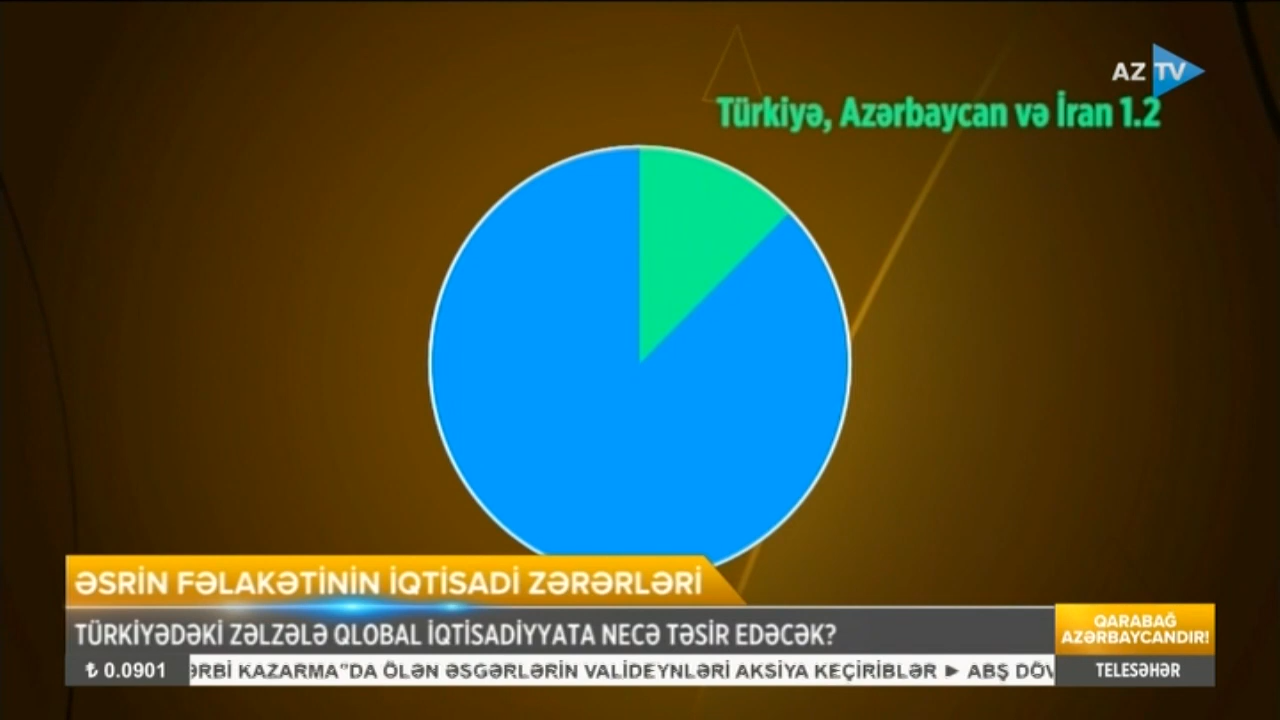 AZ TV
Türkiyə, Azərbaycan və İran 1.2
ƏSRİN FƏLAKƏTİNİN İQTİSADİ ZƏRƏRLƏRİ
TÜRKİYƏDƏKİ ZƏLZƏLƏ QLOBAL İQTİSADİYYATA NECƏ TƏSİR EDƏCƏK?
QARABAĞ
AZƏRBAYCANDIR!
₺ 0.0901
ƏRBİ KAZARMA"DA ÖLƏN ƏSGƏRLƏRİN VALİDEYNLƏRİ AKSİYA KEÇİRİBLƏR ► ABŞ DÖV
TELESƏHƏR